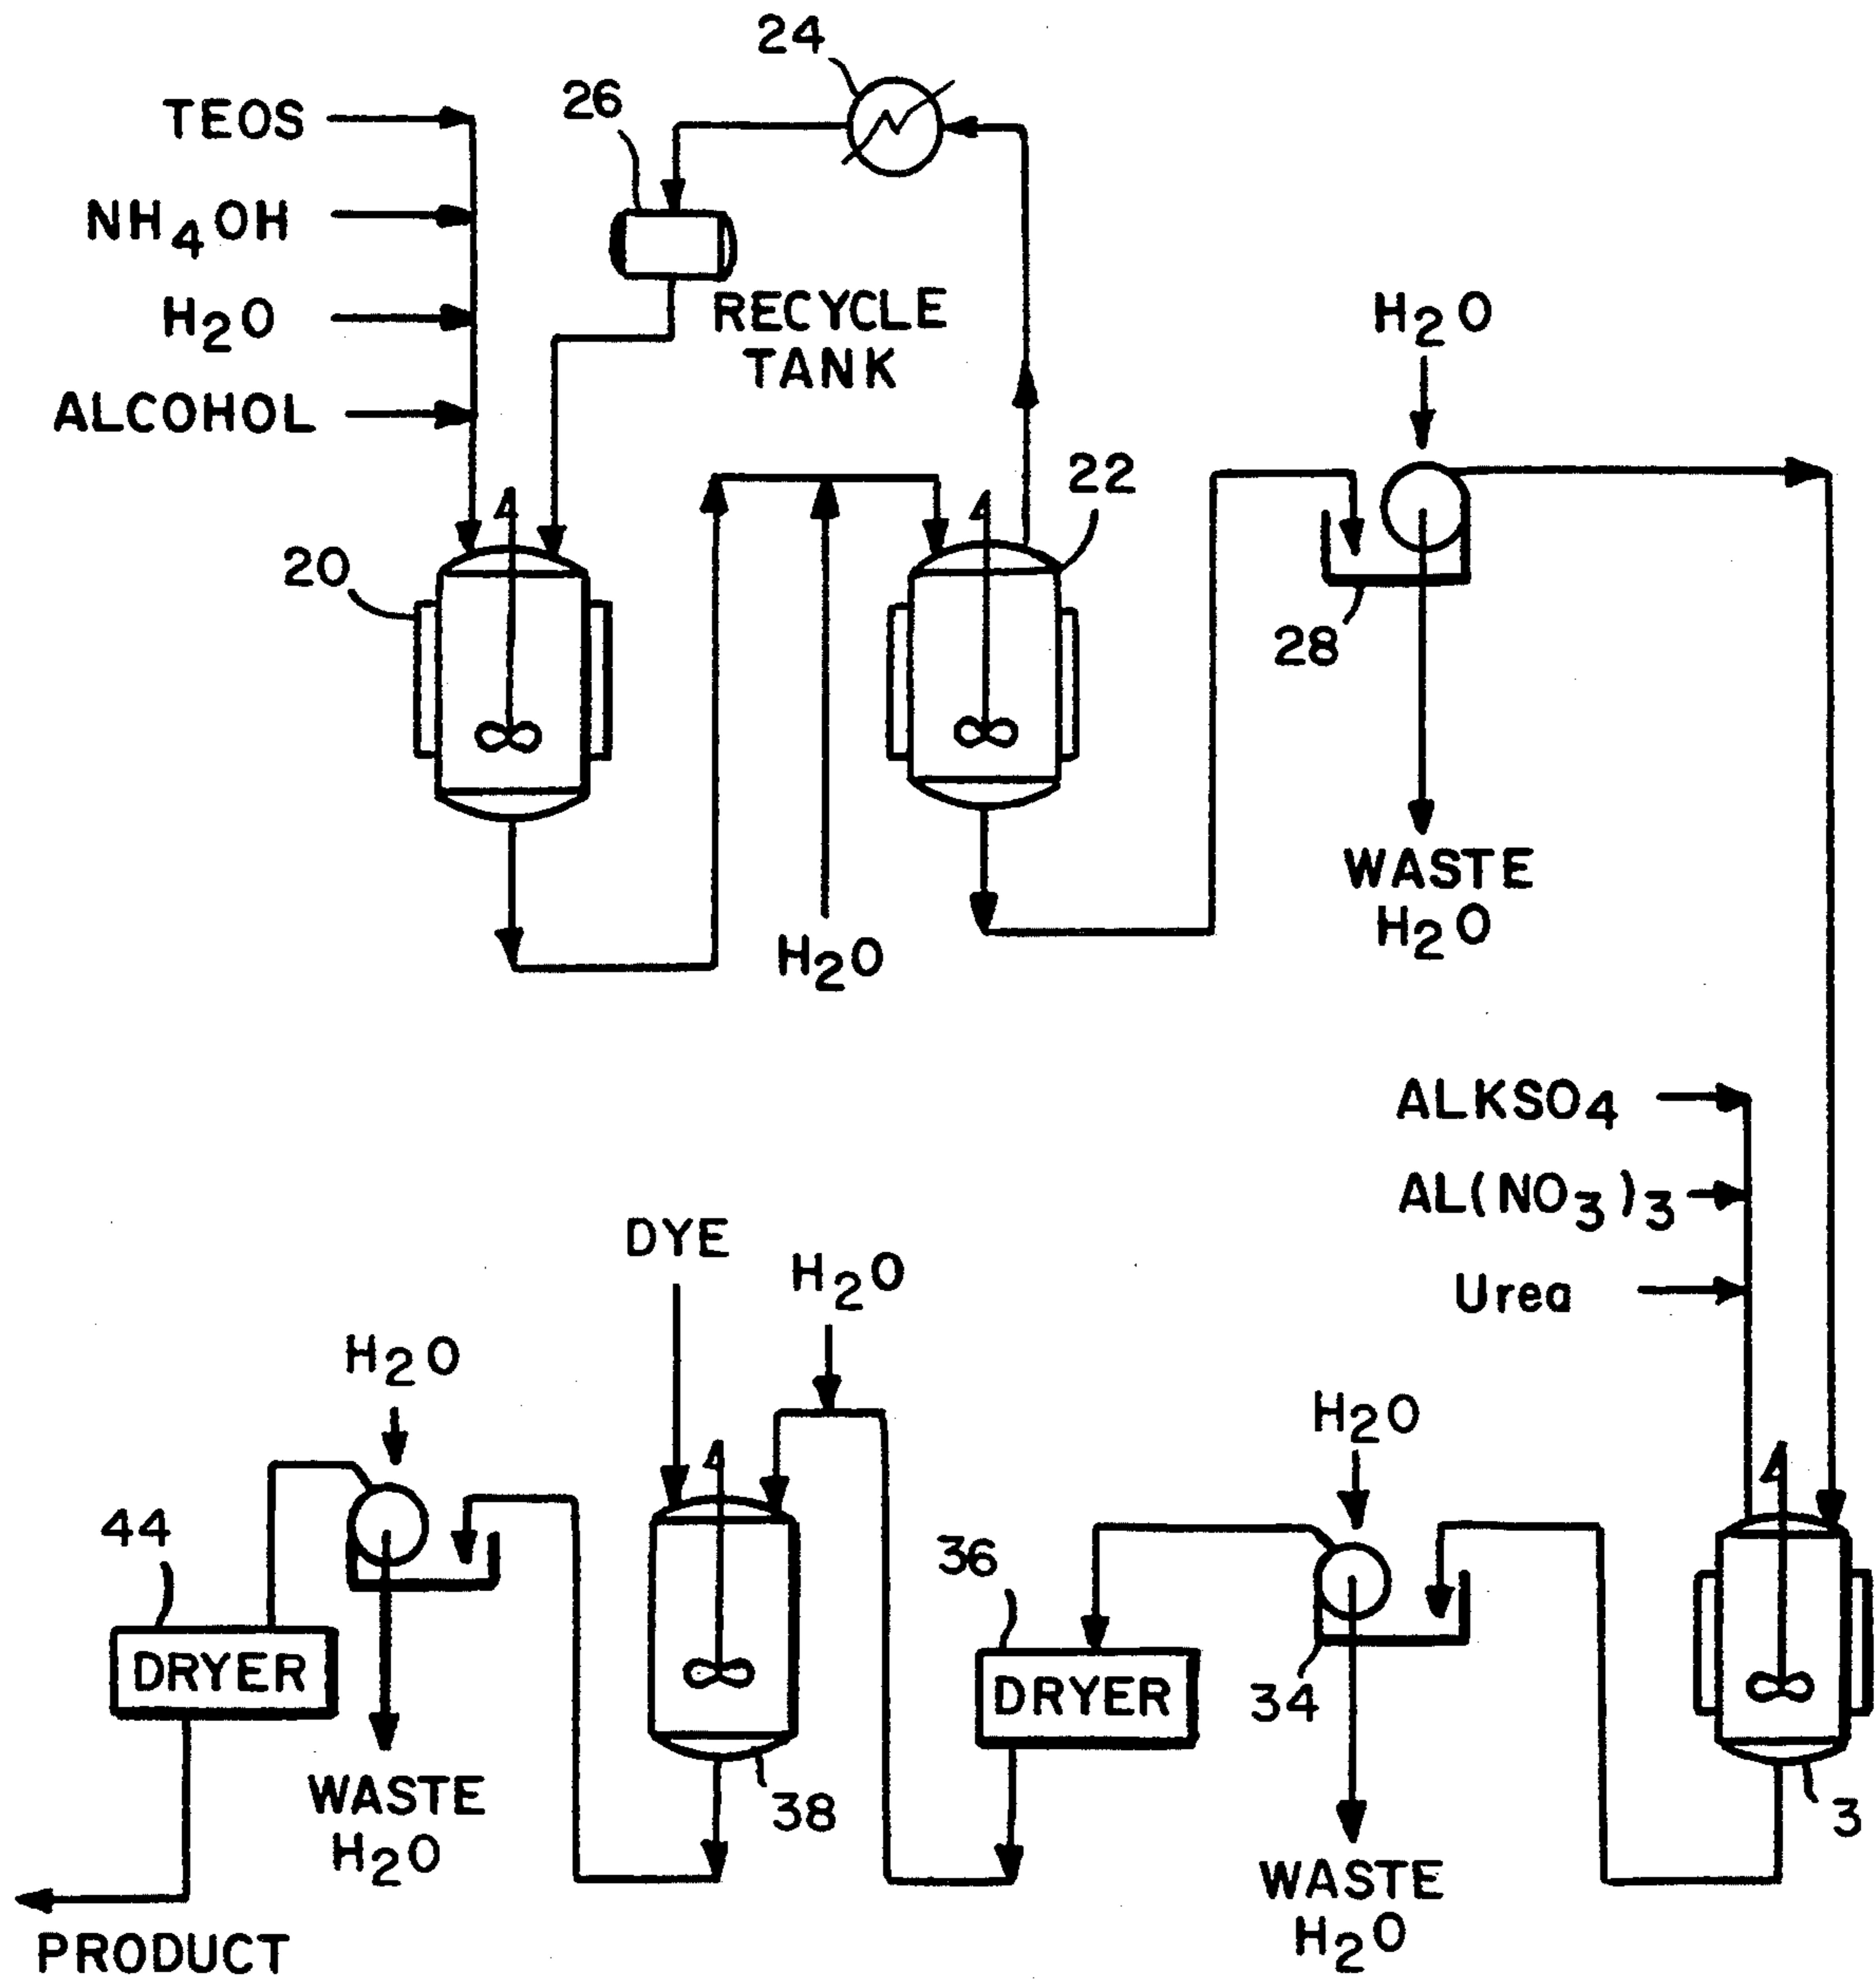 24
26
TEOS
NH4OH
H2O
ALCOHOL
RECYCLE
TANK
H2O
22
20
28
WASTE
H2O
H2O
ALKSO4
AL(NO3)3
Urea
DYE
H2O
H2O
H2O
44
36
DRYER
DRYER
34
38
3
WASTE
H2O
WASTE
H2O
PRODUCT